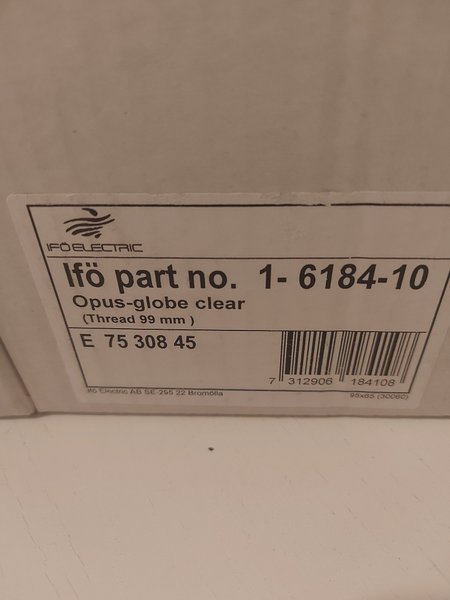 IFÖ ELECTRIC
Ifö part no. 1- 6184-10
Opus-globe clear
(Thread 99 mm )
E 75 308 45
7 312906 184108
Ifö Electric AB SE-295 22 Bromölla
95x65 (30060)